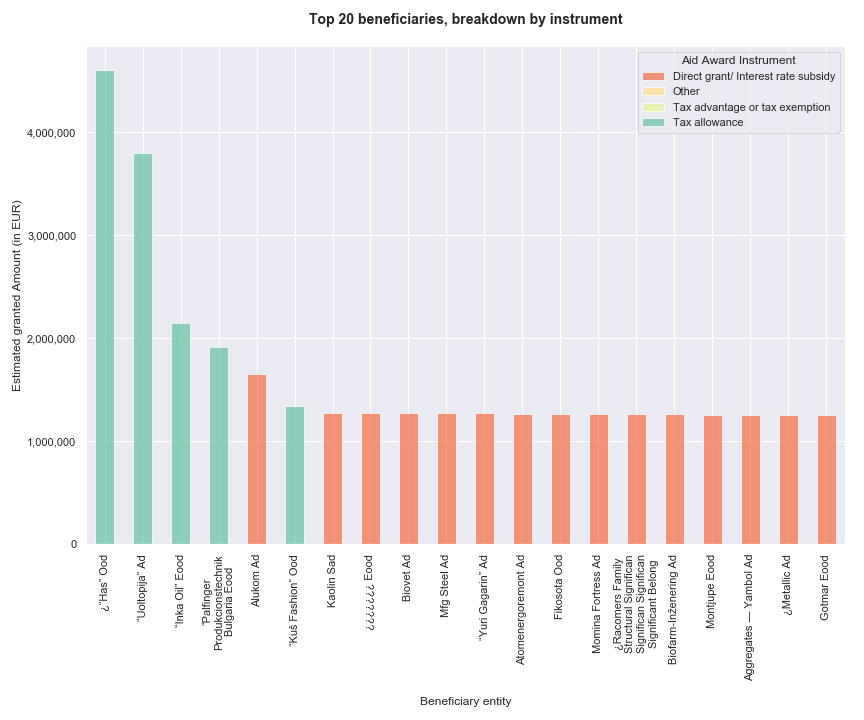 Top 20 beneficiaries, breakdown by instrument
Aid Award Instrument
Direct grant/ Interest rate subsidy
Other
Tax advantage or tax exemption
Tax allowance
Estimated granted Amount (in EUR)
4,000,000
3,000,000
2,000,000
1,000,000
0
¿"Has" Ood
"Uoltopija" Ad
"Inka Oil" Eood
"Palfinger
Produkcionstechnik
Bulgaria Eood
Alukom Ad
"Kuš Fashion" Ood
Kaolin Sad
¿¿¿¿¿¿¿ Eood
Biovet Ad
Mfg Steel Ad
"Yuri Gagarin" Ad
Atomenergoremont Ad
Fikosota Ood
Momina Fortress Ad
¿Racomers Family
Structural Significan
Significan Significan
Significant Belong
Biofarm-Inženering Ad
Montjupe Eood
Aggregates — Yambol Ad
¿Metallic Ad
Gotmar Eood
Beneficiary entity